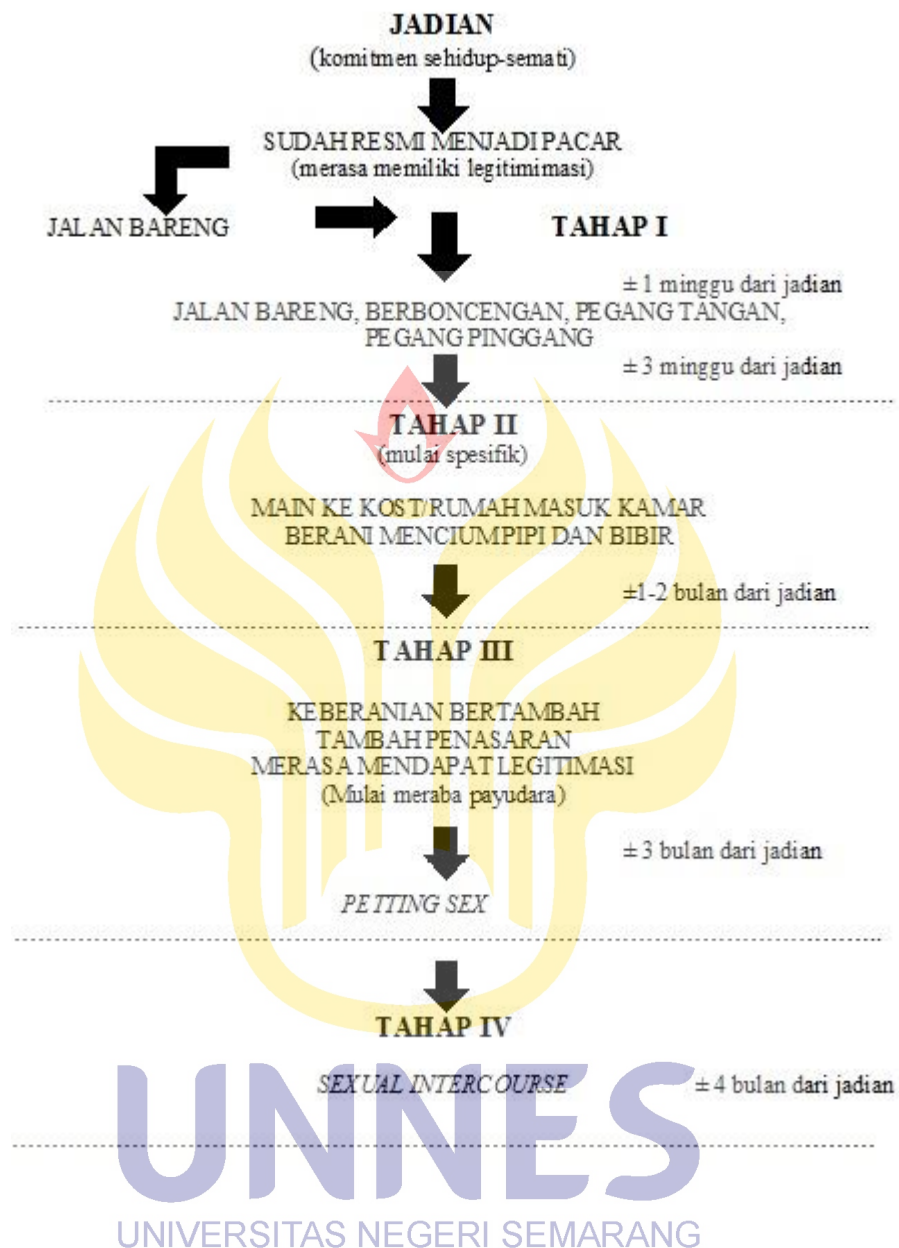 JADIAN
(komitmen sehidup-semati)
SUDAH RESMI MENJADI PACAR
(merasa memiliki legitimimasi)
JALAN BARENG
TAHAP I
± 1 minggu dari jadian
JALAN BARENG, BERBONCENGAN, PEGANG TANGAN,
PEGANG PINGGANG
± 3 minggu dari jadian
TAHAP II
(mulai spesifik)
MAIN KE KOST/RUMAH MASUK KAMAR
BERANI MENCIUM PIPI DAN BIBIR
±1-2 bulan dari jadian
TAHAP III
KEBERANIAN BERTAMBAH
TAMBAH PENASARAN
MERASA MENDAPAT LEGITIMASI
(Mulai meraba payudara)
± 3 bulan dari jadian
PETTING SEX
TAHAP IV
SEXUAL INTERCOURSE
± 4 bulan dari jadian
UNNES
UNIVERSITAS NEGERI SEMARANG